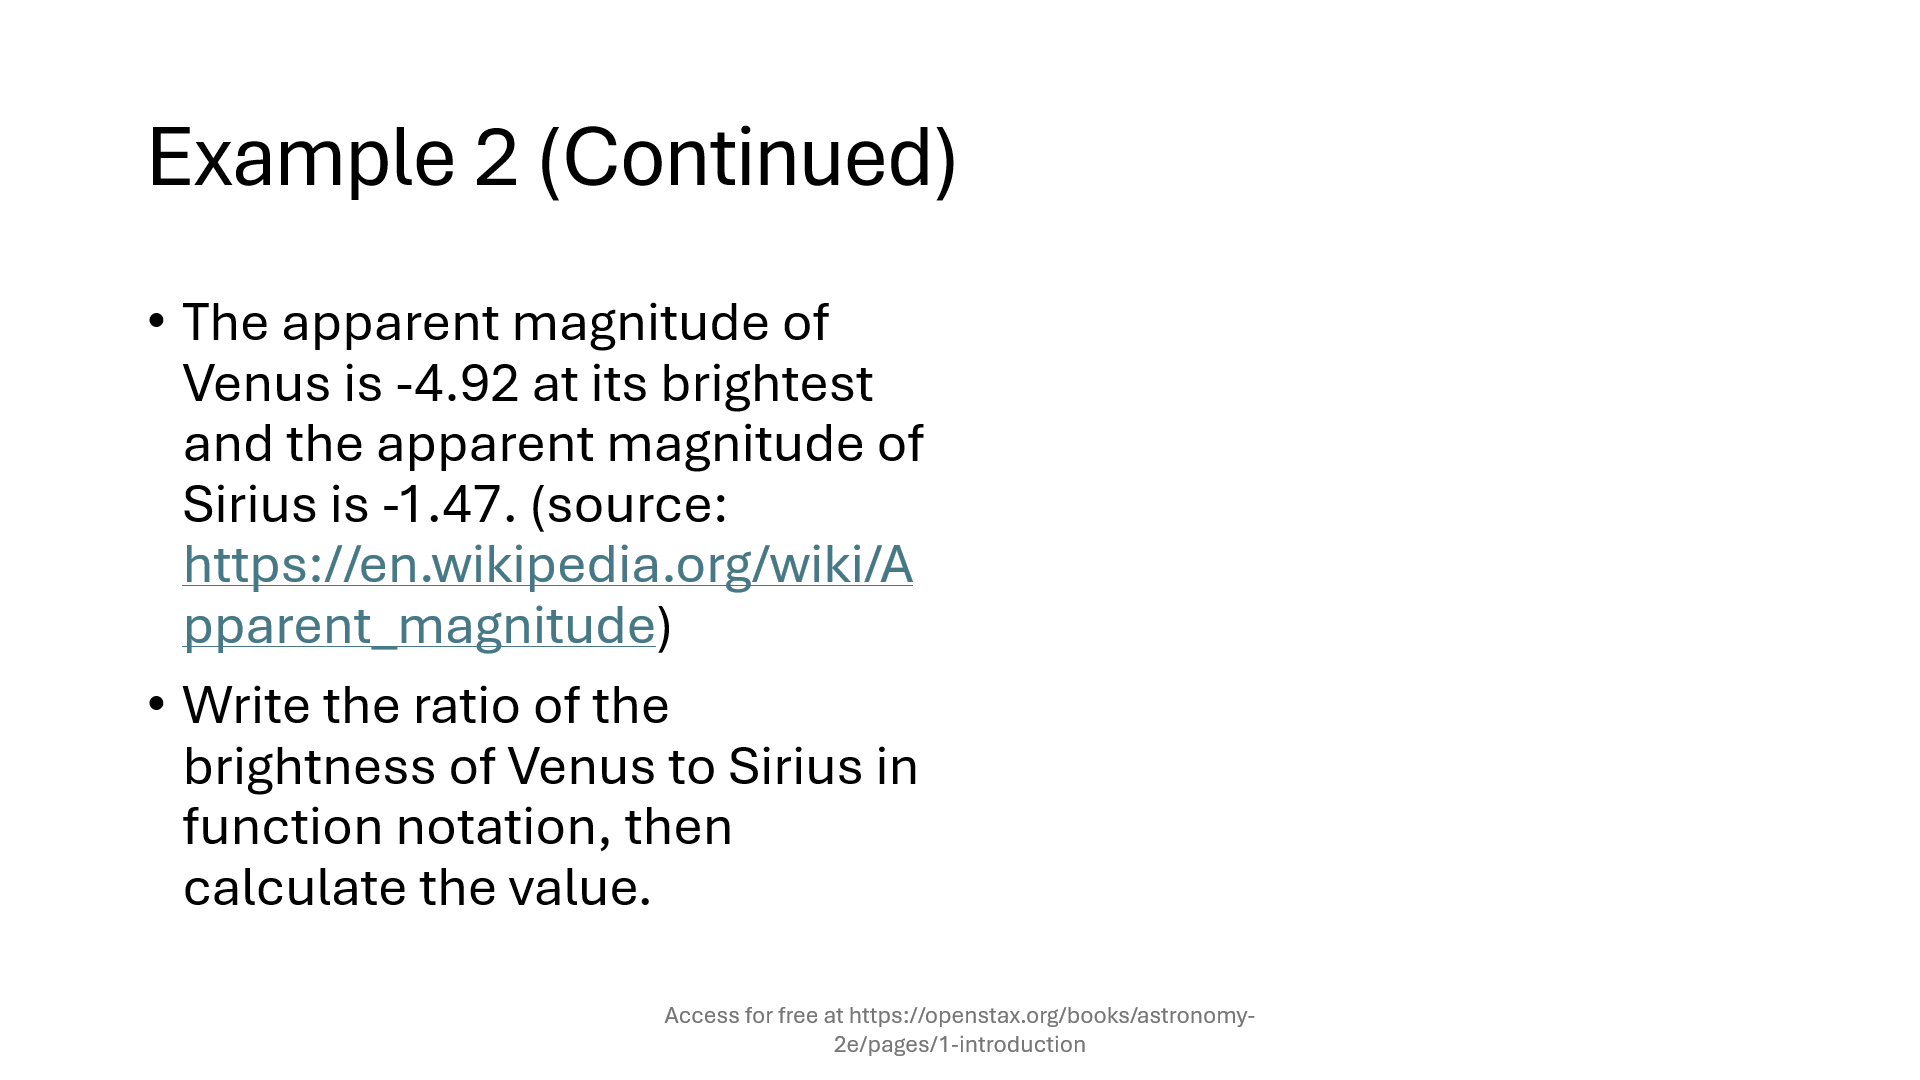 Example 2 (Continued)
• The apparent magnitude of
Venus is -4.92 at its brightest
and the apparent magnitude of
Sirius is -1.47. (source:
https://en.wikipedia.org/wiki/A
pparent_magnitude)
• Write the ratio of the
brightness of Venus to Sirius in
function notation, then
calculate the value.
Access for free at https://openstax.org/books/astronomy-
2e/pages/1-introduction